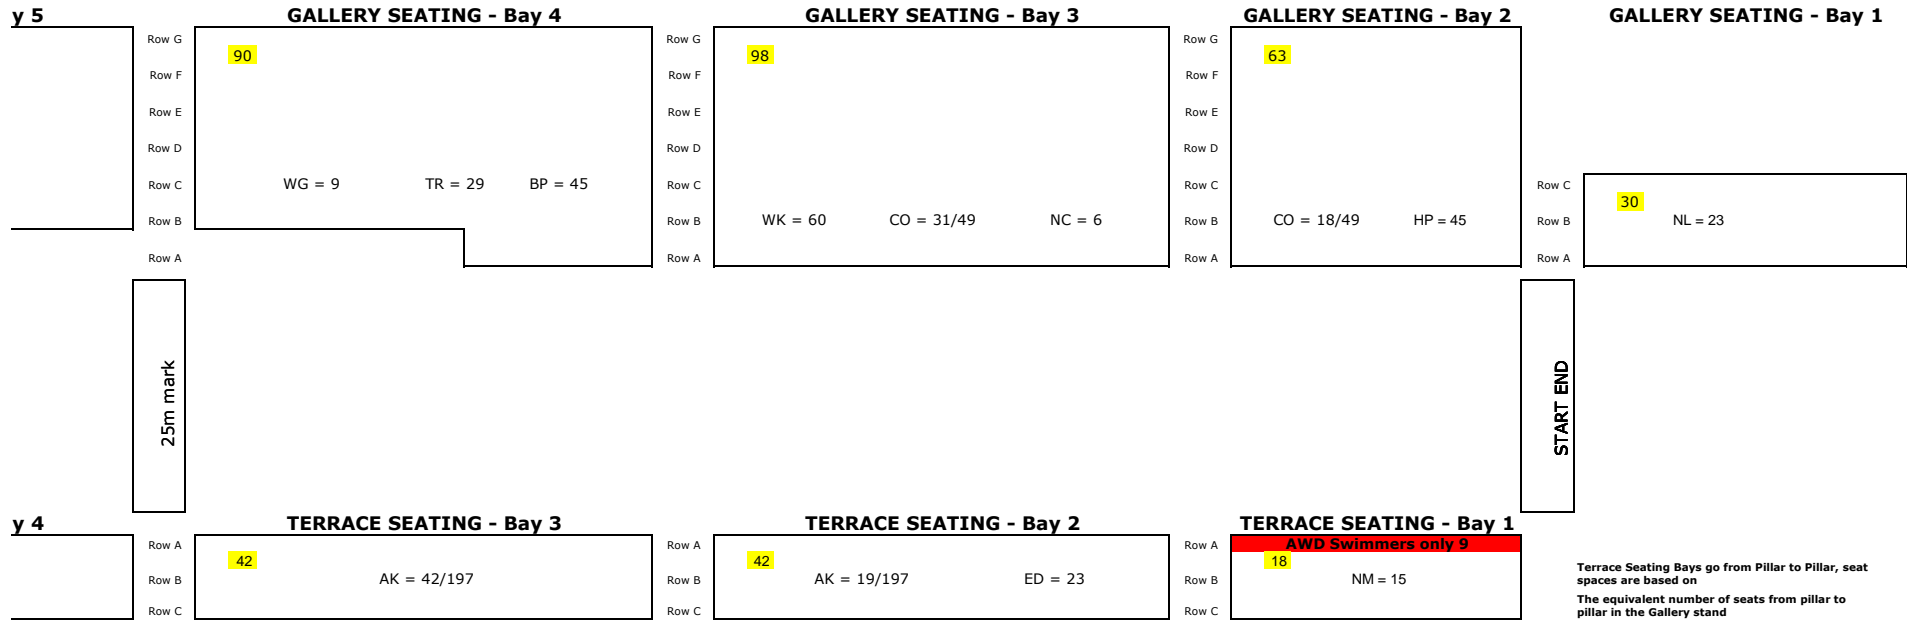 y 5 GALLERY SEATING - Bay 4 GALLERY SEATING - Bay 3 GALLERY SEATING - Bay 2 GALLERY SEATING - Bay 1
Row G Row G Row G
90 98 63
Row F Row F Row F
Row E Row E Row E
Row D Row D Row D
Row C WG = 9 TR = 29 BP = 45 Row C Row C Row C
30
Row B Row B WK = 60 CO = 31/49 NC = 6 Row B CO = 18/49 HP = 45 Row B NL = 23
Row A Row A Row A Row A
25m mark
START END
y 4 TERRACE SEATING - Bay 3 TERRACE SEATING - Bay 2 TERRACE SEATING - Bay 1
Row A Row A Row A AWD Swimmers only 9
42 42 18
Row B AK = 42/197 Row B AK = 19/197 ED = 23 Row B NM = 15
Row C Row C Row C
Terrace Seating Bays go from Pillar to Pillar, seat
spaces are based on
The equivalent number of seats from pillar to
pillar in the Gallery stand